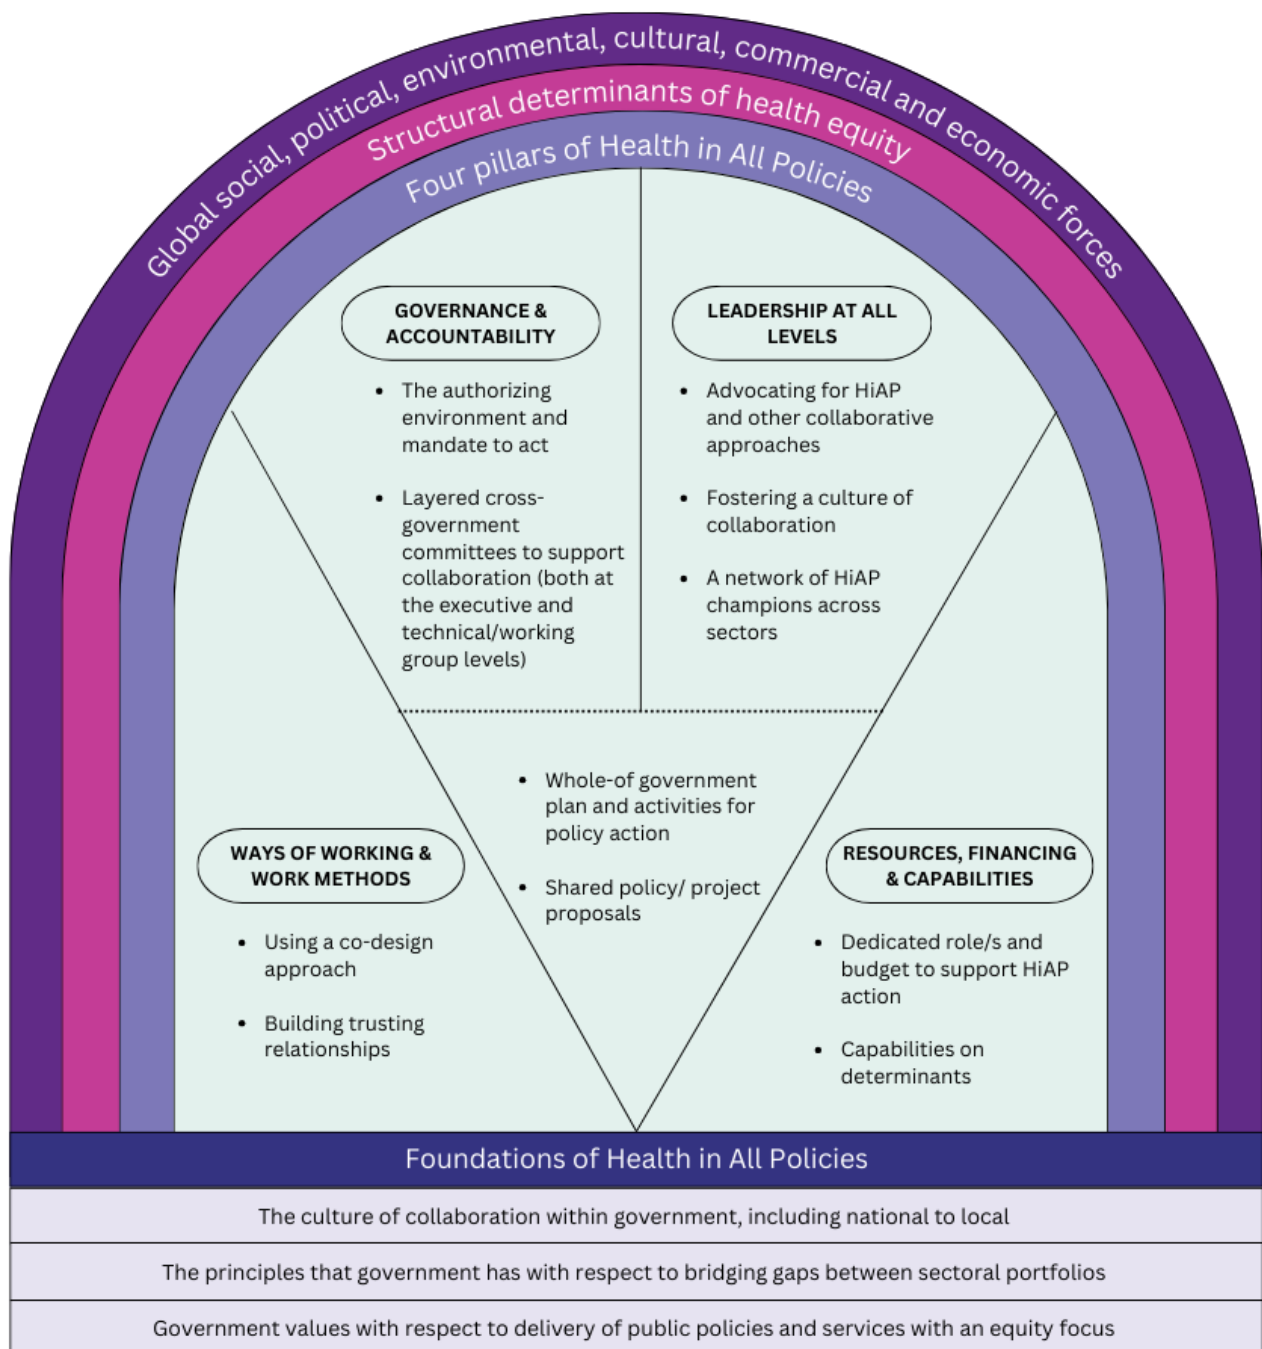 Global social, political, environmental, cultural, commercial and economic forces
Structural determinants of health equity
Four pillars of Health in All Policies
GOVERNANCE &
ACCOUNTABILITY
• The authorizing
environment and
mandate to act
• Layered cross-
government
committees to support
collaboration (both at
the executive and
technical/working
group levels)
LEADERSHIP AT ALL
LEVELS
• Advocating for HiAP
and other collaborative
approaches
• Fostering a culture of
collaboration
• A network of HiAP
champions across
sectors
• Whole-of government
plan and activities for
policy action
• Shared policy/ project
proposals
WAYS OF WORKING &
WORK METHODS
• Using a co-design
approach
• Building trusting
relationships
RESOURCES, FINANCING
& CAPABILITIES
• Dedicated role/s and
budget to support HiAP
action
• Capabilities on
determinants
Foundations of Health in All Policies
The culture of collaboration within government, including national to local
The principles that government has with respect to bridging gaps between sectoral portfolios
Government values with respect to delivery of public policies and services with an equity focus